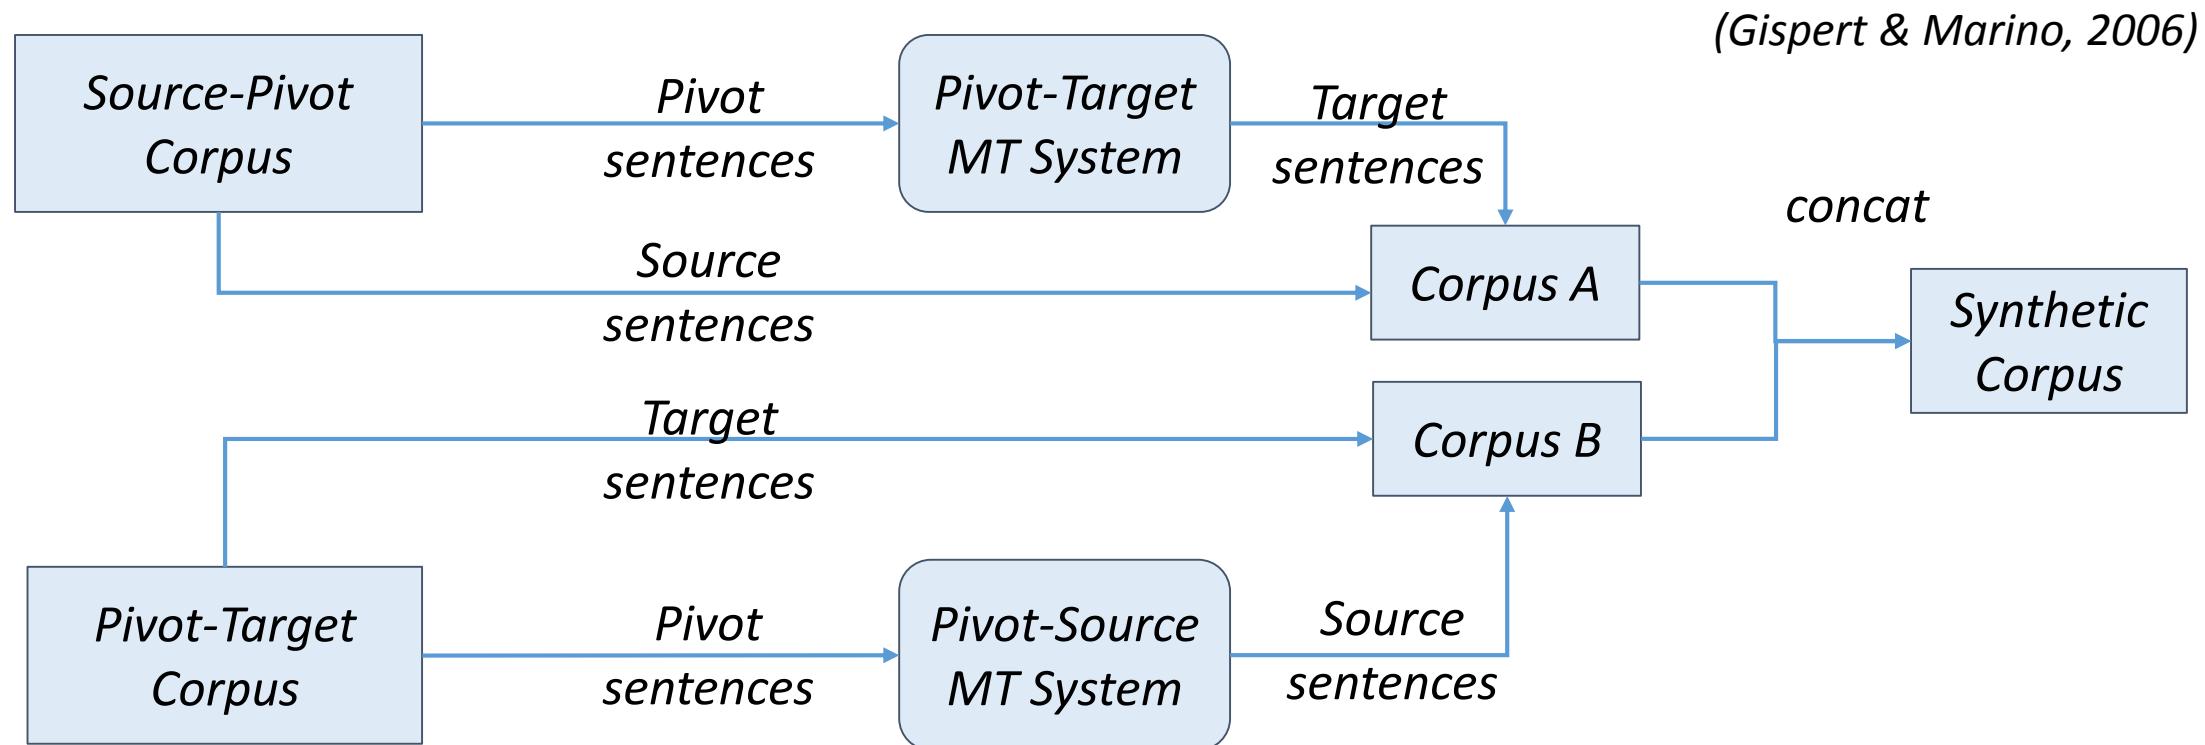 (Gispert & Marino, 2006)
Source-Pivot
Corpus
Pivot
sentences
Pivot-Target
MT System
Target
sentences
Source
sentences
Corpus A
concat
Synthetic
Corpus
Target
sentences
Corpus B
Pivot-Target
Corpus
Pivot
sentences
Pivot-Source
MT System
Source
sentences